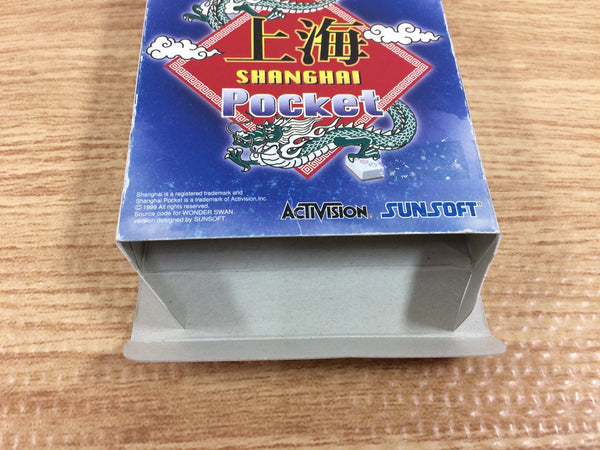 上海
SHANGHAI
Pocket
Shanghai is a registered trademark and
Shanghai Pocket is a trademark of Activision,Inc.
© 1999 All rights reserved.
Source code for WONDER SWAN.
version designed by SUNSOFT.
ACTIVISION.
SUNSOFT